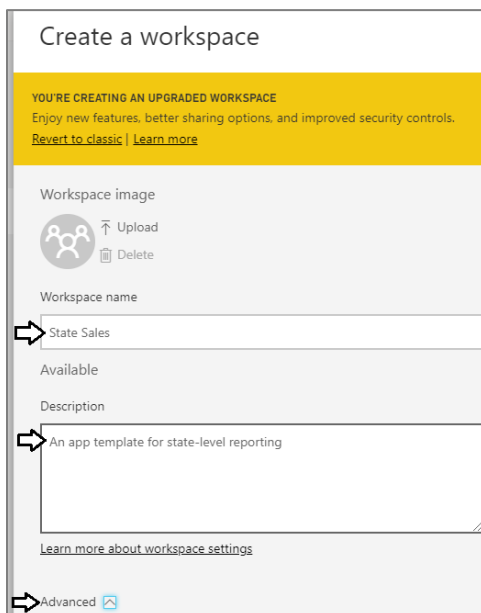 Create a workspace
YOU'RE CREATING AN UPGRADED WORKSPACE
Enjoy new features, better sharing options, and improved security controls.
Revert to classic | Learn more
Workspace image
Upload
Delete
Workspace name
State Sales
Available
Description
An app template for state-level reporting
Learn more about workspace settings
Advanced